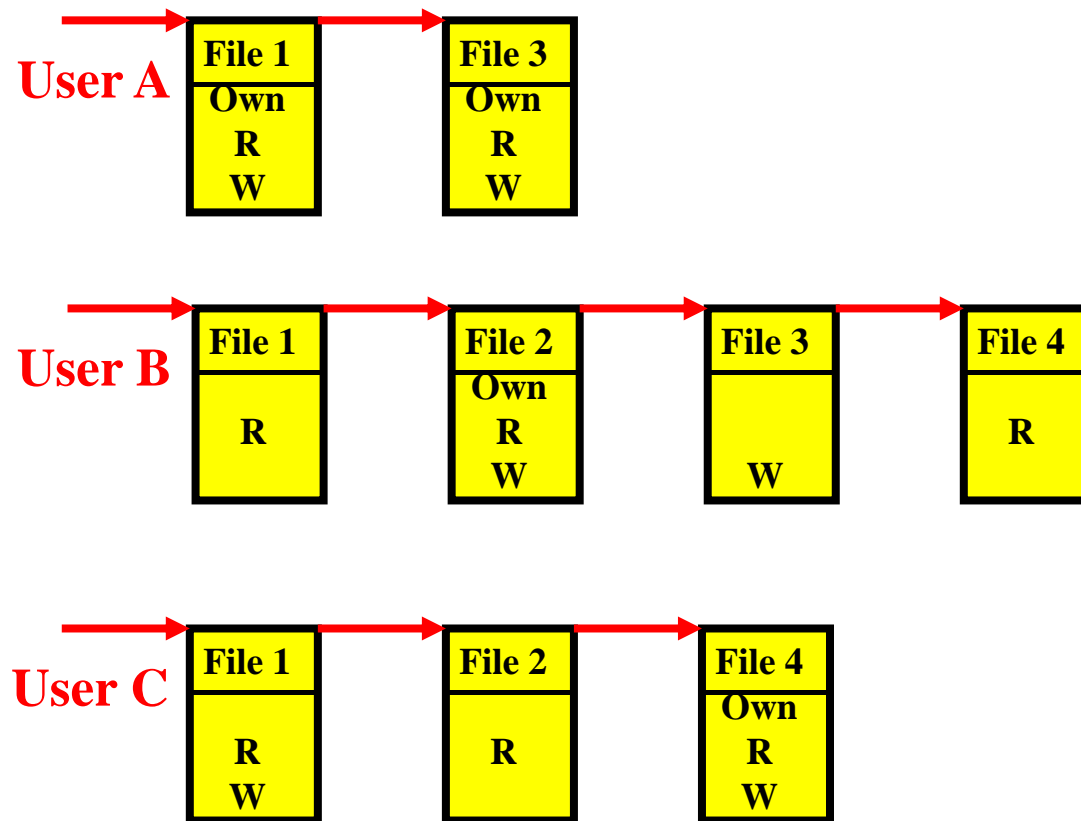 User A
File 1
Own
R
W
File 3
Own
R
W
User B
File 1
R
File 2
Own
R
W
File 3
W
File 4
R
User C
File 1
R
W
File 2
R
File 4
Own
R
W